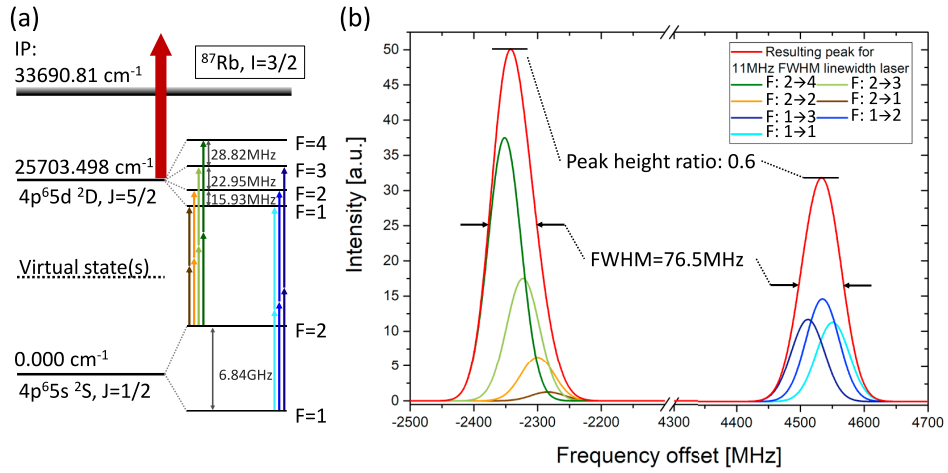 (a)
IP:
33690.81 cm⁻¹
⁸⁷Rb, I=3/2
25703.498 cm⁻¹
4p⁶5d ²D, J=5/2
F=4
28.82MHz
F=3
22.95MHz
F=2
15.93MHz
F=1
Virtual state(s)
F=2
0.000 cm⁻¹
4p⁶5s ²S, J=1/2
6.84GHz
F=1
(b)
Intensity [a.u.]
50
45
40
35
30
25
20
15
10
5
0
Resulting peak for
11MHz FWHM linewidth laser
F: 2→4 F: 2→3
F: 2→2 F: 2→1
F: 1→3 F: 1→2
F: 1→1
Peak height ratio: 0.6
FWHM=76.5MHz
-2500 -2400 -2300 -2200 4300 4400 4500 4600 4700
Frequency offset [MHz]